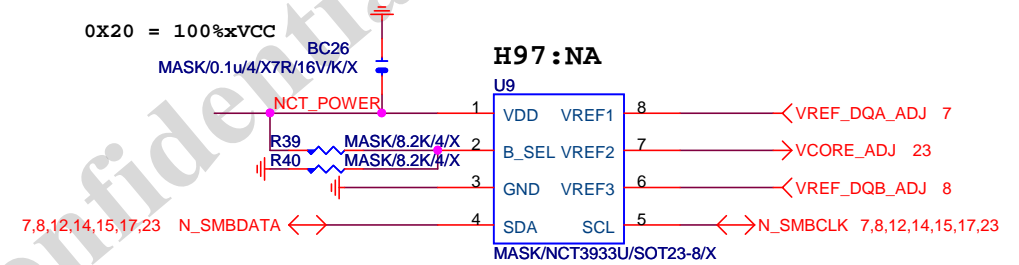 0X20 = 100%xVCC
BC26
MASK/0.1u/4/X7R/16V/K/X
H97:NA
U9
NCT_POWER
1 VDD VREF1 8 VREF_DQA_ADJ 7
R39 MASK/8.2K/4/X
2 B_SEL VREF2 7 VCORE_ADJ 23
R40 MASK/8.2K/4/X
3 GND VREF3 6 VREF_DQB_ADJ 8
7,8,12,14,15,17,23 N_SMBDATA 4 SDA SCL 5 N_SMBCLK 7,8,12,14,15,17,23
MASK/NCT3933U/SOT23-8/X
onfidential